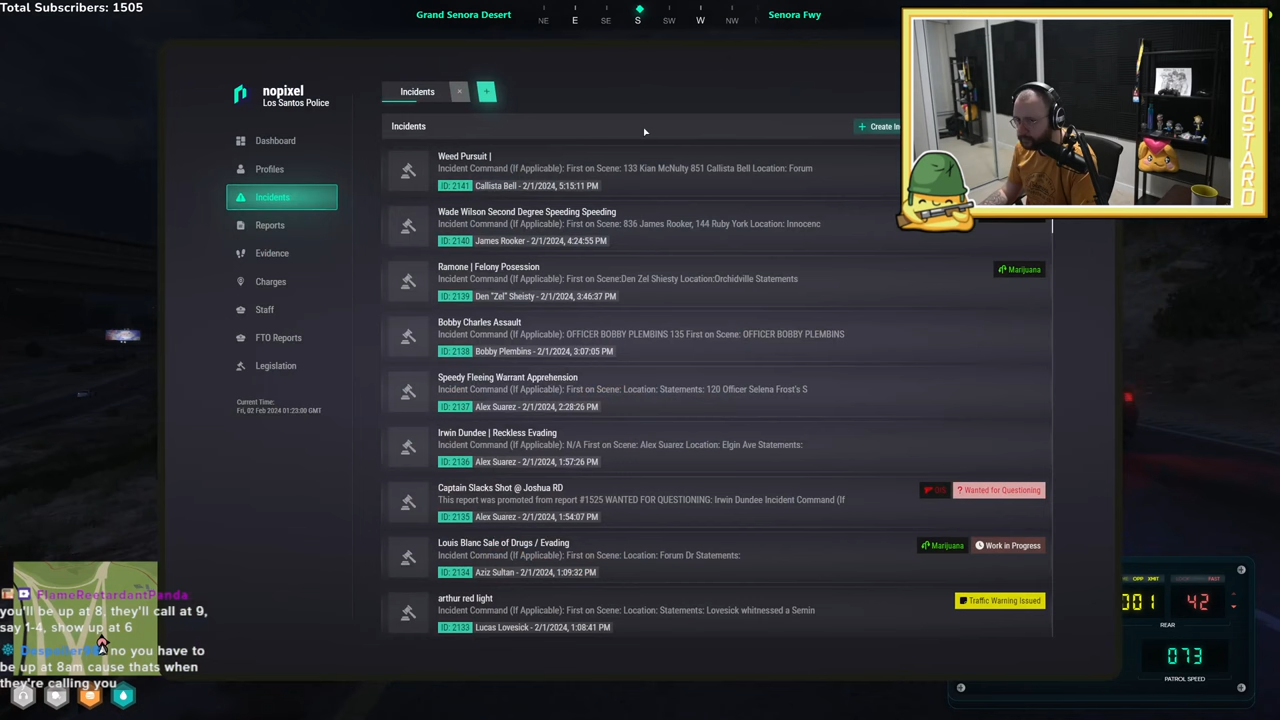 Total Subscribers: 1505
Grand Senora Desert
NE E SE S SW W NW
Senora Fwy
LT. CUSTARD
nopixel
Los Santos Police
Dashboard
Profiles
Incidents
Reports
Evidence
Charges
Staff
FTO Reports
Legislation
Current Time:
Fri, 02 Feb 2024 01:23:00 GMT
Incidents
Incidents
+ Create In
Weed Pursuit |
Incident Command (If Applicable): First on Scene: 133 Kian McNulty 851 Callista Bell Location: Forum
ID: 2141 Callista Bell - 2/1/2024, 5:15:11 PM
Wade Wilson Second Degree Speeding Speeding
Incident Command (If Applicable): First on Scene: 836 James Rooker, 144 Ruby York Location: Innocenc
ID: 2140 James Rooker - 2/1/2024, 4:24:55 PM
Ramone | Felony Posession
Incident Command (If Applicable): First on Scene:Den Zel Shiesty Location:Orchidville Statements
ID: 2139 Den "Zel" Sheisty - 2/1/2024, 3:46:37 PM
Marijuana
Bobby Charles Assault
Incident Command (If Applicable): OFFICER BOBBY PLEMBINS 135 First on Scene: OFFICER BOBBY PLEMBINS
ID: 2138 Bobby Plembins - 2/1/2024, 3:07:05 PM
Speedy Fleeing Warrant Apprehension
Incident Command (If Applicable): First on Scene: Location: Statements: 120 Officer Selena Frost's S
ID: 2137 Alex Suarez - 2/1/2024, 2:28:26 PM
Irwin Dundee | Reckless Evading
Incident Command (If Applicable): N/A First on Scene: Alex Suarez Location: Elgin Ave Statements:
ID: 2136 Alex Suarez - 2/1/2024, 1:57:26 PM
Captain Slacks Shot @ Joshua RD
This report was promoted from report #1525 WANTED FOR QUESTIONING: Irwin Dundee Incident Command (If
ID: 2135 Alex Suarez - 2/1/2024, 1:54:07 PM
? Wanted for Questioning
Louis Blanc Sale of Drugs / Evading
Incident Command (If Applicable): First on Scene: Location: Forum Dr Statements:
ID: 2134 Aziz Sultan - 2/1/2024, 1:09:32 PM
Marijuana Work in Progress
arthur red light
Incident Command (If Applicable): First on Scene: Location: Statements: Lovesick whitnessed a Semin
ID: 2133 Lucas Lovesick - 2/1/2024, 1:08:41 PM
Traffic Warning Issued
FlameReetardantPanda
you'll be up at 8, they'll call at 9,
say 1-4, show up at 6
no you have to
be up at 8am cause thats when
they're calling you
OPP XMIT FAST
001 42
REAR
073
PATROL SPEED